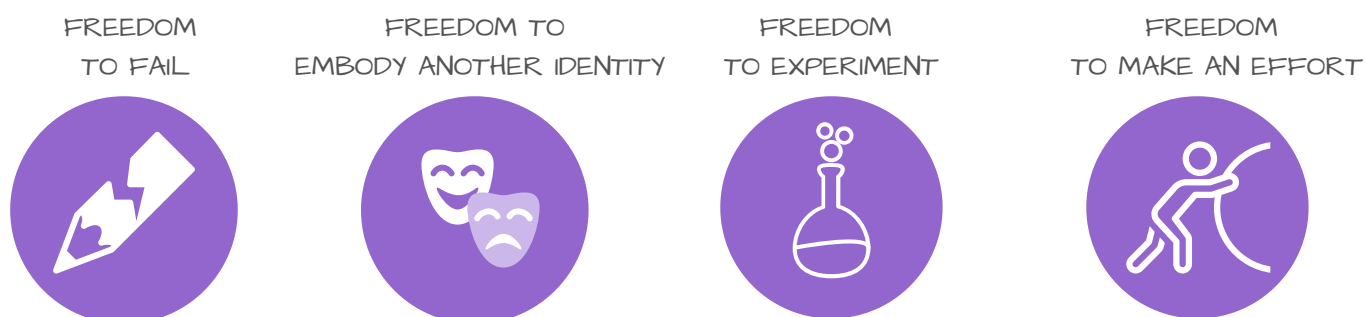 FREEDOM
TO FAIL
FREEDOM TO
EMBODY ANOTHER IDENTITY
FREEDOM
TO EXPERIMENT
FREEDOM
TO MAKE AN EFFORT